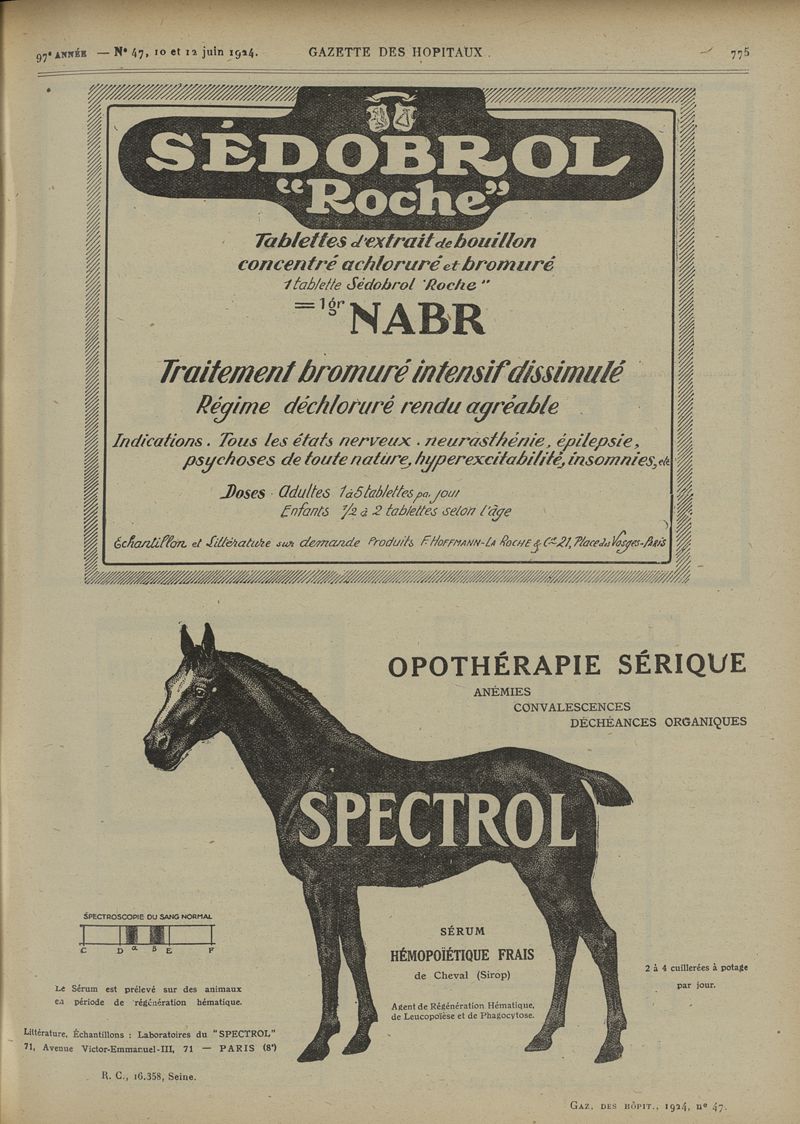 97e ANNÉE — N° 47, 10 et 12 juin 1924. GAZETTE DES HOPITAUX. 775
SÉDOBROL
"Roche"
Tablettes d'extrait de bouillon
concentré achloruré et bromuré
1 tablette Sédobrol "Roche"
= 1gr NABR
Traitement bromuré intensif dissimulé
Régime déchloruré rendu agréable
Indications. Tous les états nerveux. neurasthénie, épilepsie,
psychoses de toute nature, hyperexcitabilité, insomnies, etc
Doses Adultes 1 à 5 tablettes par jour
Enfants 1/2 à 2 tablettes selon l'âge
Échantillon et Littérature sur demande Produits F. HOFFMANN-LA ROCHE & Cie 21, Place des Vosges-Paris
OPOTHÉRAPIE SÉRIQUE
ANÉMIES
CONVALESCENCES
DÉCHÉANCES ORGANIQUES
SPECTROL
SPECTROSCOPIE DU SANG NORMAL
C D α B E F
Le Sérum est prélevé sur des animaux
en période de régénération hématique.
Littérature, Échantillons : Laboratoires du "SPECTROL"
71, Avenue Victor-Emmanuel-III, 71 — PARIS (8e)
R. C., 16.358, Seine.
SÉRUM
HÉMOPOÏÉTIQUE FRAIS
de Cheval (Sirop)
Agent de Régénération Hématique,
de Leucopoïèse et de Phagocytose.
2 à 4 cuillerées à potage
par jour.
GAZ. DES HÔPIT., 1924, n° 47.